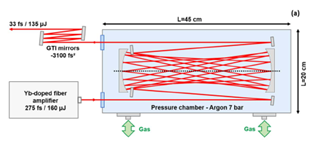 L=45 cm
(a)
33 fs / 135 µJ
GTI mirrors
-3100 fs²
L=20 cm
Yb-doped fiber
amplifier
275 fs / 160 µJ
Pressure chamber - Argon 7 bar
Gas
Gas